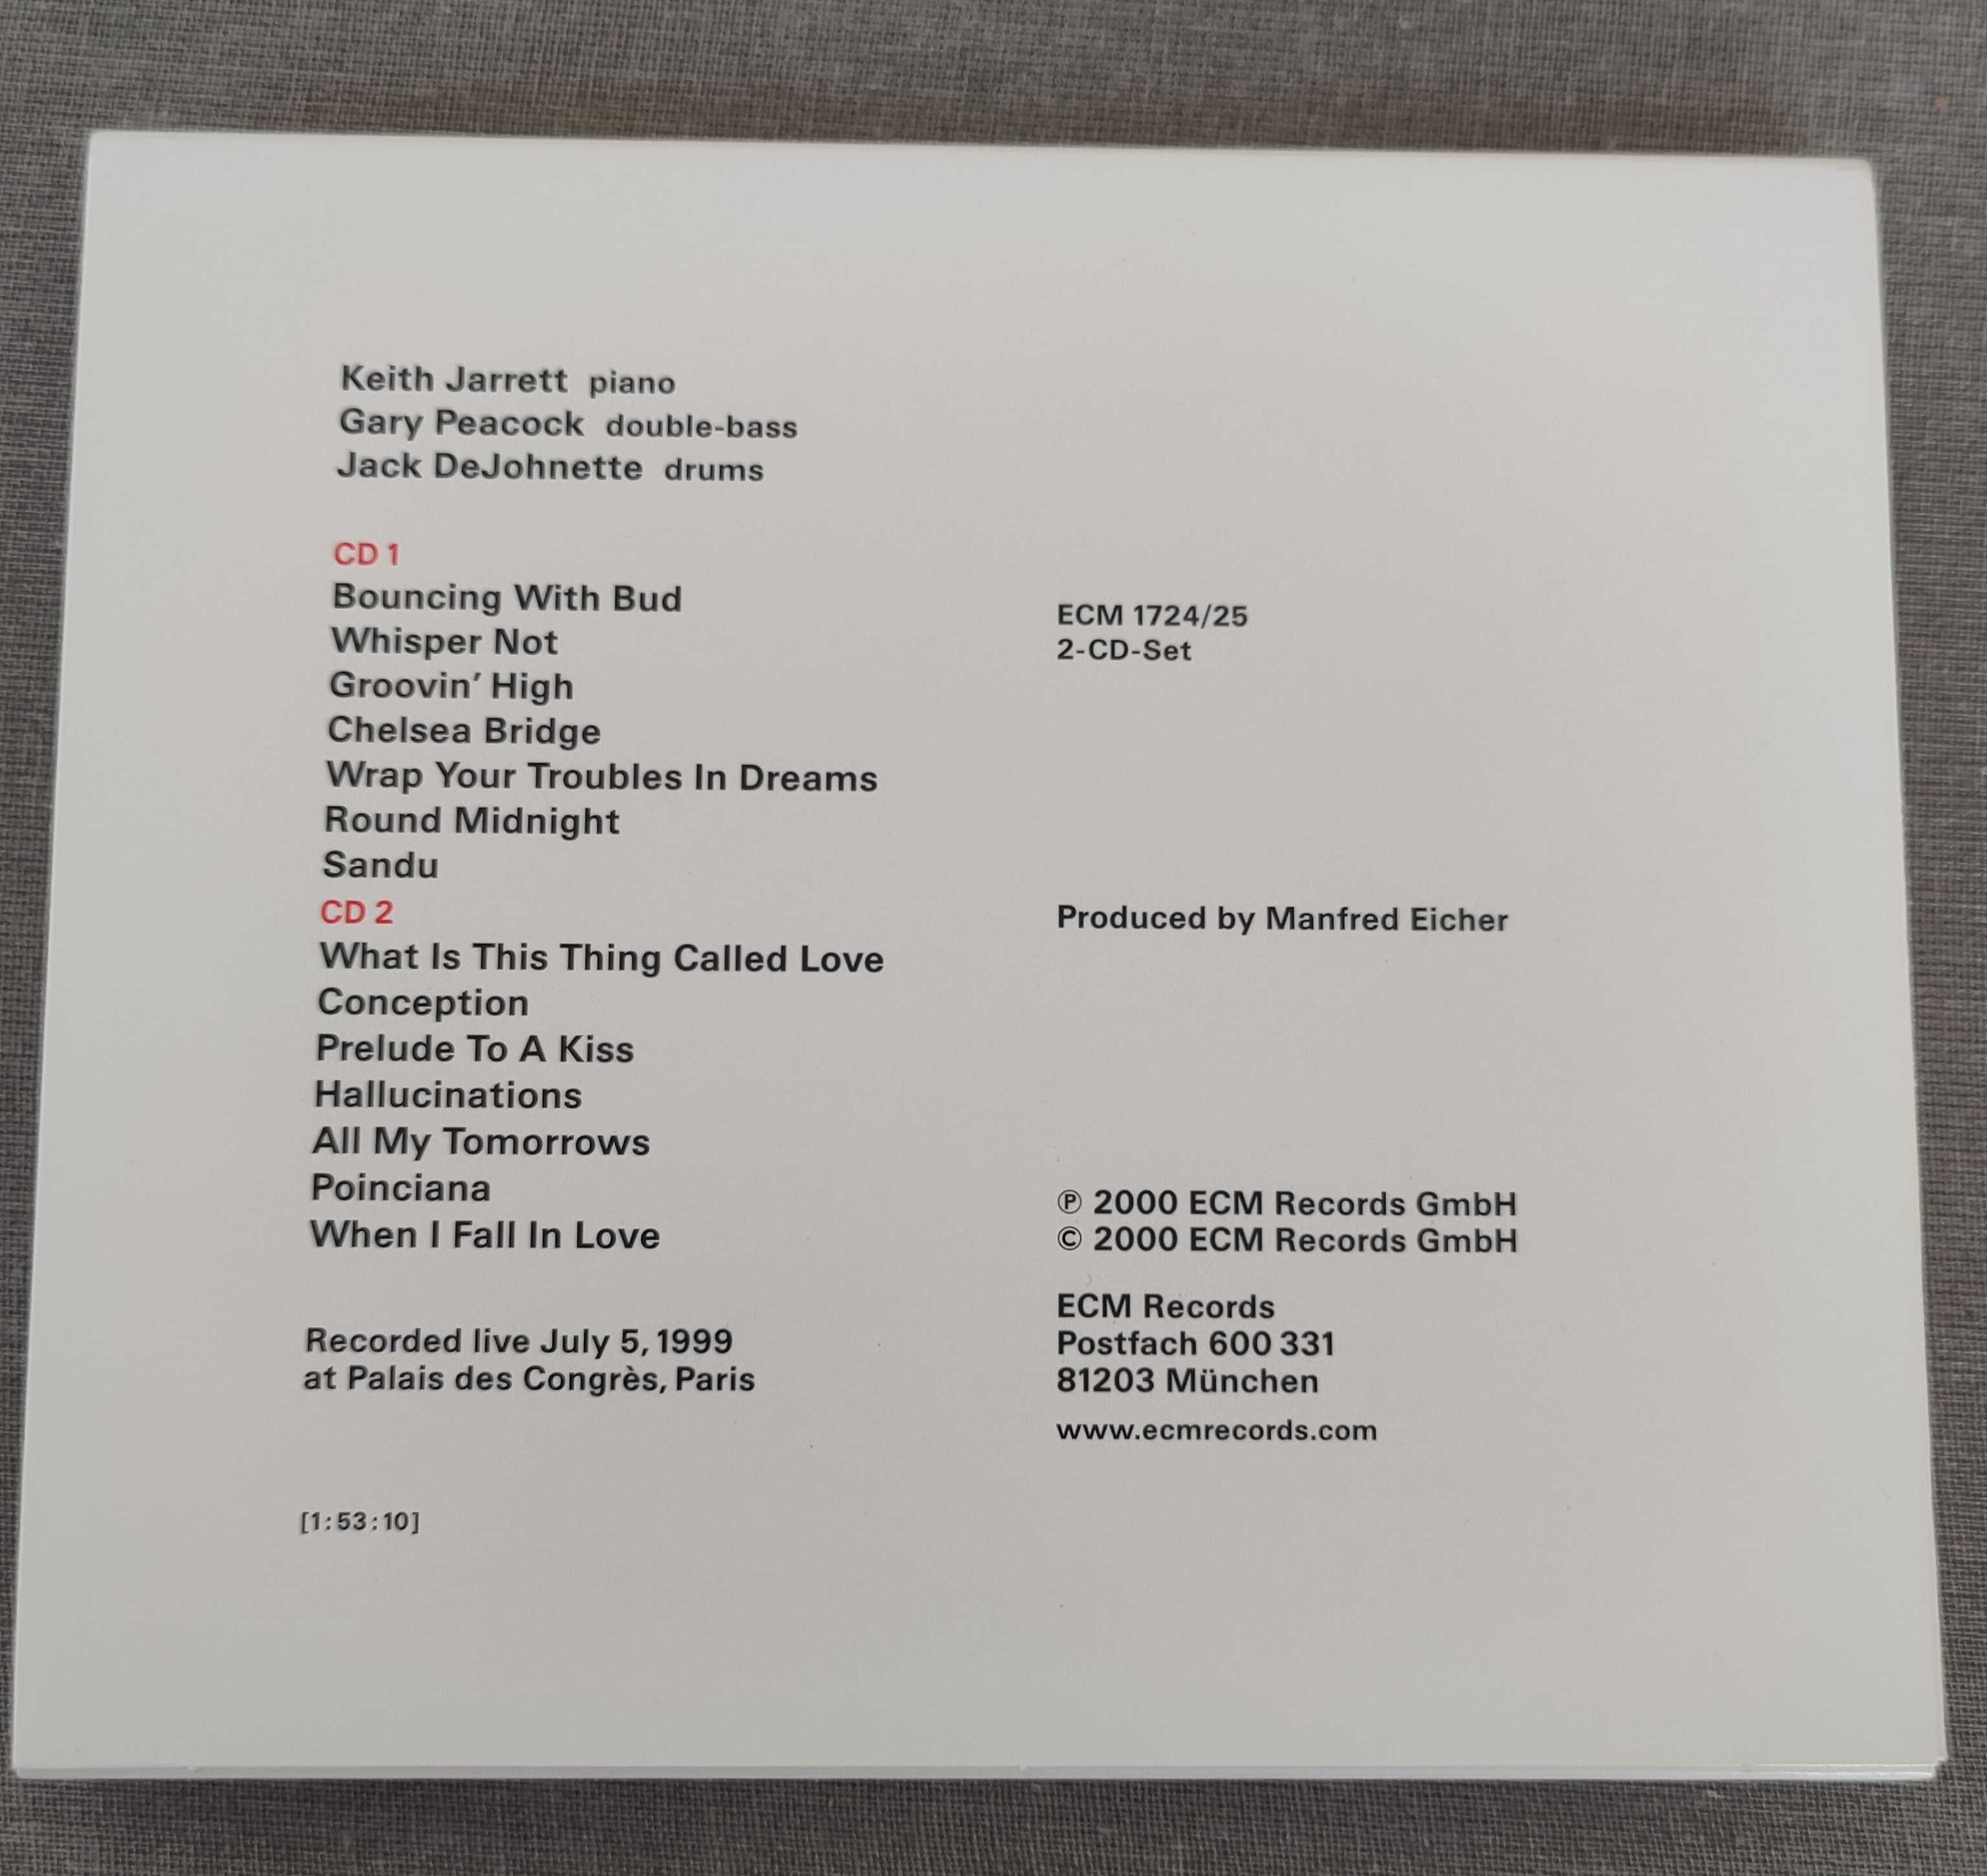 Keith Jarrett piano
Gary Peacock double-bass
Jack DeJohnette drums
CD 1
Bouncing With Bud
Whisper Not
Groovin’ High
Chelsea Bridge
Wrap Your Troubles In Dreams
Round Midnight
Sandu
CD 2
What Is This Thing Called Love
Conception
Prelude To A Kiss
Hallucinations
All My Tomorrows
Poinciana
When I Fall In Love
Recorded live July 5, 1999
at Palais des Congrès, Paris
[1:53:10]
ECM 1724/25
2-CD-Set
Produced by Manfred Eicher
℗ 2000 ECM Records GmbH
© 2000 ECM Records GmbH
ECM Records
Postfach 600 331
81203 München
www.ecmrecords.com